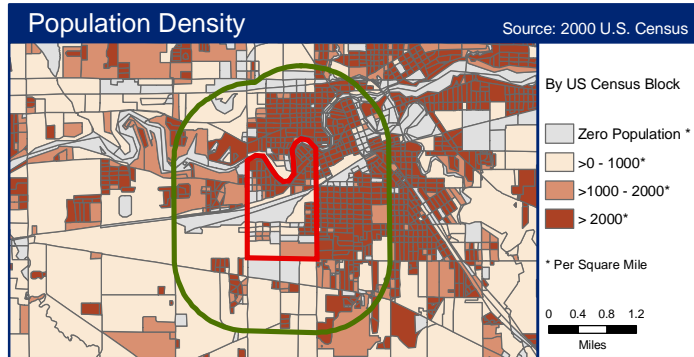 Population Density
Source: 2000 U.S. Census
By US Census Block
Zero Population *
>0 - 1000*
>1000 - 2000*
> 2000*
* Per Square Mile
0 0.4 0.8 1.2
Miles